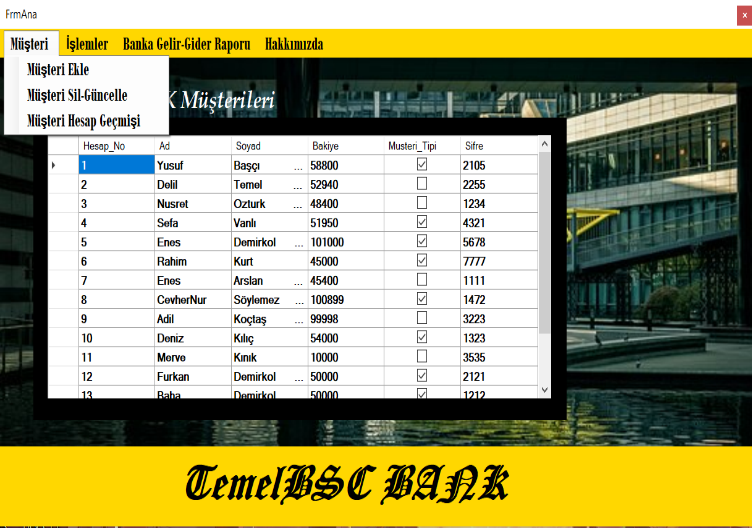 FrmAna
Müşteri İşlemler Banka Gelir-Gider Raporu Hakkımızda
Müşteri Ekle
Müşteri Sil-Güncelle
Müşteri Hesap Geçmişi
K Müşterileri
Hesap_No Ad Soyad Bakiye Musteri_Tipi Sifre
1 Yusuf Başçı ... 58800 2105
2 Delil Temel ... 52940 2255
3 Nusret Ozturk ... 48400 1234
4 Sefa Vanlı 51950 4321
5 Enes Demirkol ... 101000 5678
6 Rahim Kurt 45000 7777
7 Enes Arslan ... 45400 1111
8 CevherNur Söylemez ... 100899 1472
9 Adil Koçtaş ... 99998 3223
10 Deniz Kılıç 54000 1323
11 Merve Kınık 10000 3535
12 Furkan Demirkol ... 50000 2121
13 Baha Demirkol 50000 1212
TemelBSC BANK